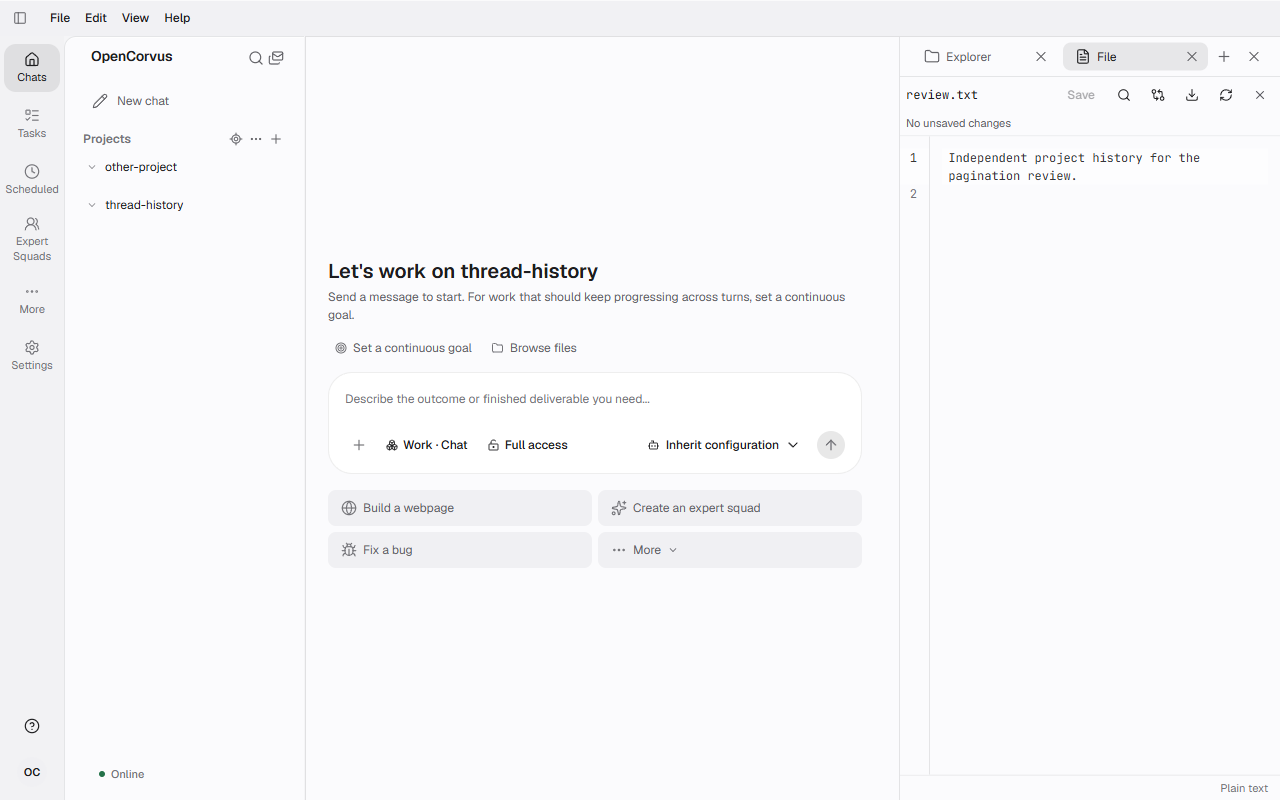 File Edit View Help
Chats
Tasks
Scheduled
Expert
Squads
More
Settings
OC
OpenCorvus
New chat
Projects
other-project
thread-history
Online
Let's work on thread-history
Send a message to start. For work that should keep progressing across turns, set a continuous
goal.
Set a continuous goal Browse files
Describe the outcome or finished deliverable you need...
Work · Chat Full access Inherit configuration
Build a webpage Create an expert squad
Fix a bug More
Explorer File
review.txt Save
No unsaved changes
1 Independent project history for the
pagination review.
2
Plain text